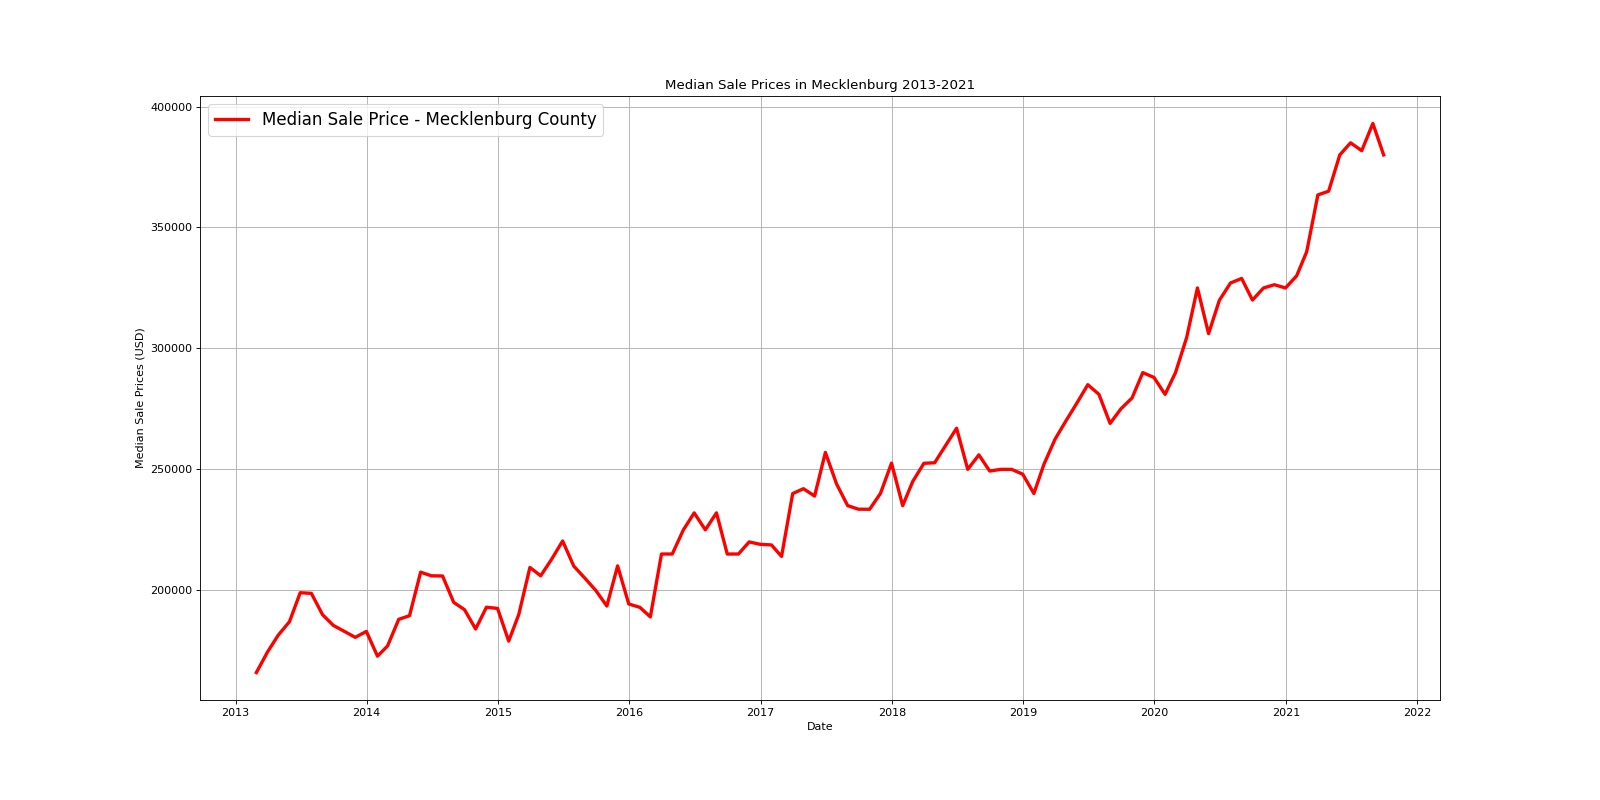 Median Sale Prices in Mecklenburg 2013-2021
Median Sale Price - Mecklenburg County
Median Sale Prices (USD)
400000
350000
300000
250000
200000
2013 2014 2015 2016 2017 2018 2019 2020 2021 2022
Date